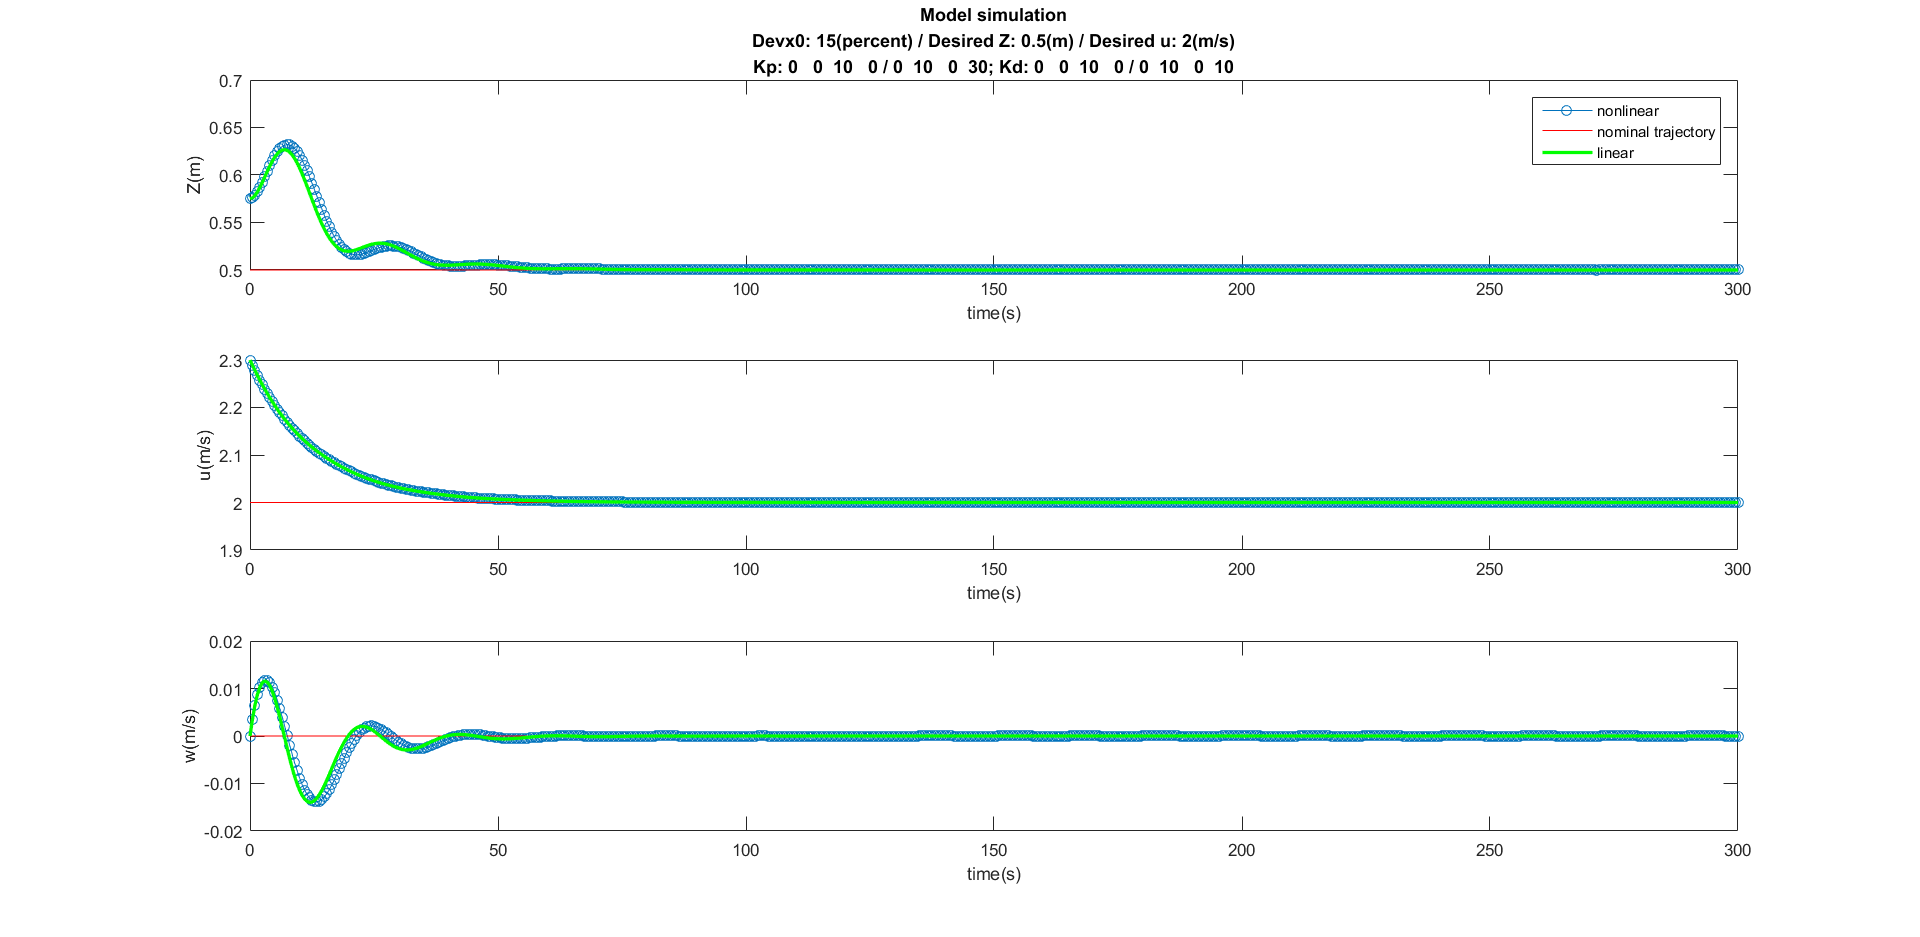 Model simulation
Devx0: 15(percent) / Desired Z: 0.5(m) / Desired u: 2(m/s)
Kp: 0   0  10   0 / 0  10   0  30; Kd: 0   0  10   0 / 0  10   0  10
0.7
0.65
0.6
0.55
0.5
Z(m)
nonlinear
nominal trajectory
linear
0 50 100 150 200 250 300
time(s)
2.3
2.2
2.1
2
1.9
u(m/s)
0 50 100 150 200 250 300
time(s)
0.02
0.01
0
-0.01
-0.02
w(m/s)
0 50 100 150 200 250 300
time(s)